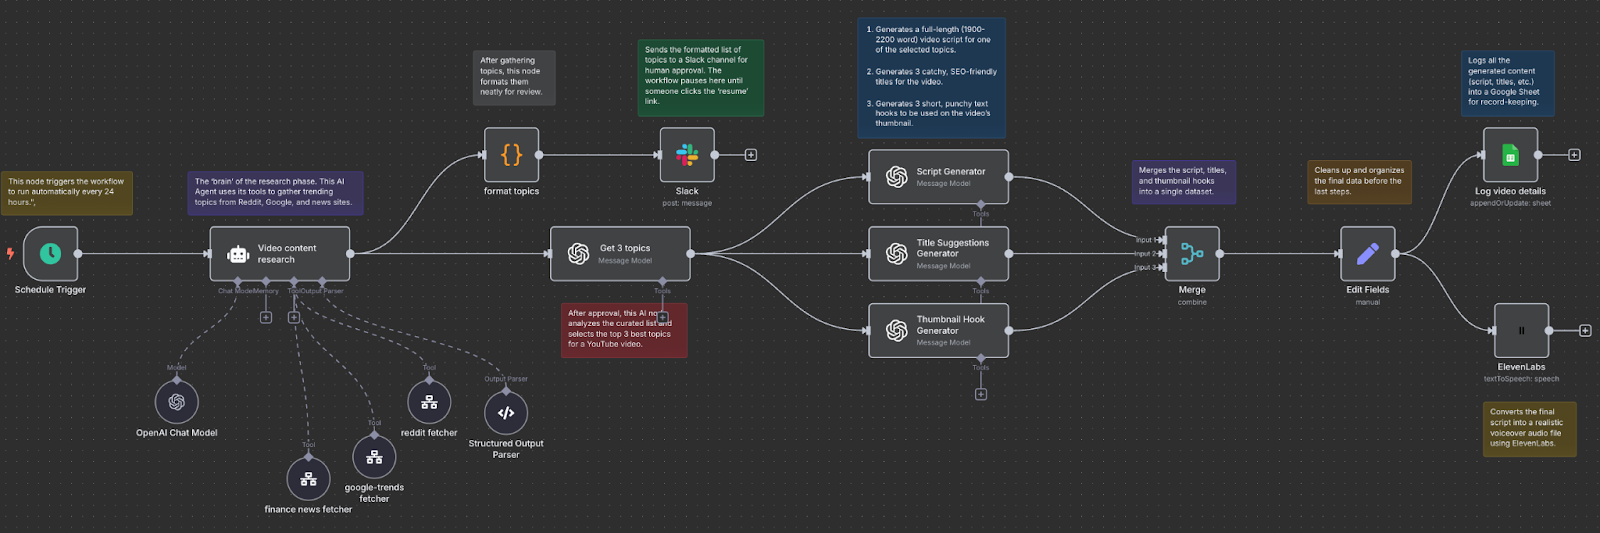 1. Generates a full-length (1900-
2200 word) video script for one
of the selected topics.
2. Generates 3 catchy, SEO-friendly
titles for the video.
3. Generates 3 short, punchy text
hooks to be used on the video's
thumbnail.
Sends the formatted list of
topics to a Slack channel for
human approval. The
workflow pauses here until
someone clicks the 'resume'
link.
After gathering
topics, this node
formats them
neatly for review.
Logs all the
generated content
(script, titles, etc.)
into a Google Sheet
for record-keeping.
format topics
Slack
post: message
This node triggers the workflow
to run automatically every 24
hours.",
The 'brain' of the research phase. This AI
Agent uses its tools to gather trending
topics from Reddit, Google, and news sites.
Script Generator
Message Model
Tools
Merges the script, titles,
and thumbnail hooks
into a single dataset.
Cleans up and organizes
the final data before the
last steps.
Log video details
appendOrUpdate: sheet
Schedule Trigger
Video content
research
Chat Model
Memory
Tool
Output Parser
Get 3 topics
Message Model
Tools
Title Suggestions
Generator
Message Model
Tools
Input 1
Input 2
Input 3
Merge
combine
Edit Fields
manual
After approval, this AI
analyzes the curated list and
selects the top 3 best topics
for a YouTube video.
Thumbnail Hook
Generator
Message Model
Tools
ElevenLabs
textToSpeech: speech
Model
OpenAI Chat Model
Tool
reddit fetcher
Output Parser
Structured Output
Parser
Tool
google-trends
fetcher
Tool
finance news fetcher
Converts the final
script into a realistic
voiceover audio file
using ElevenLabs.